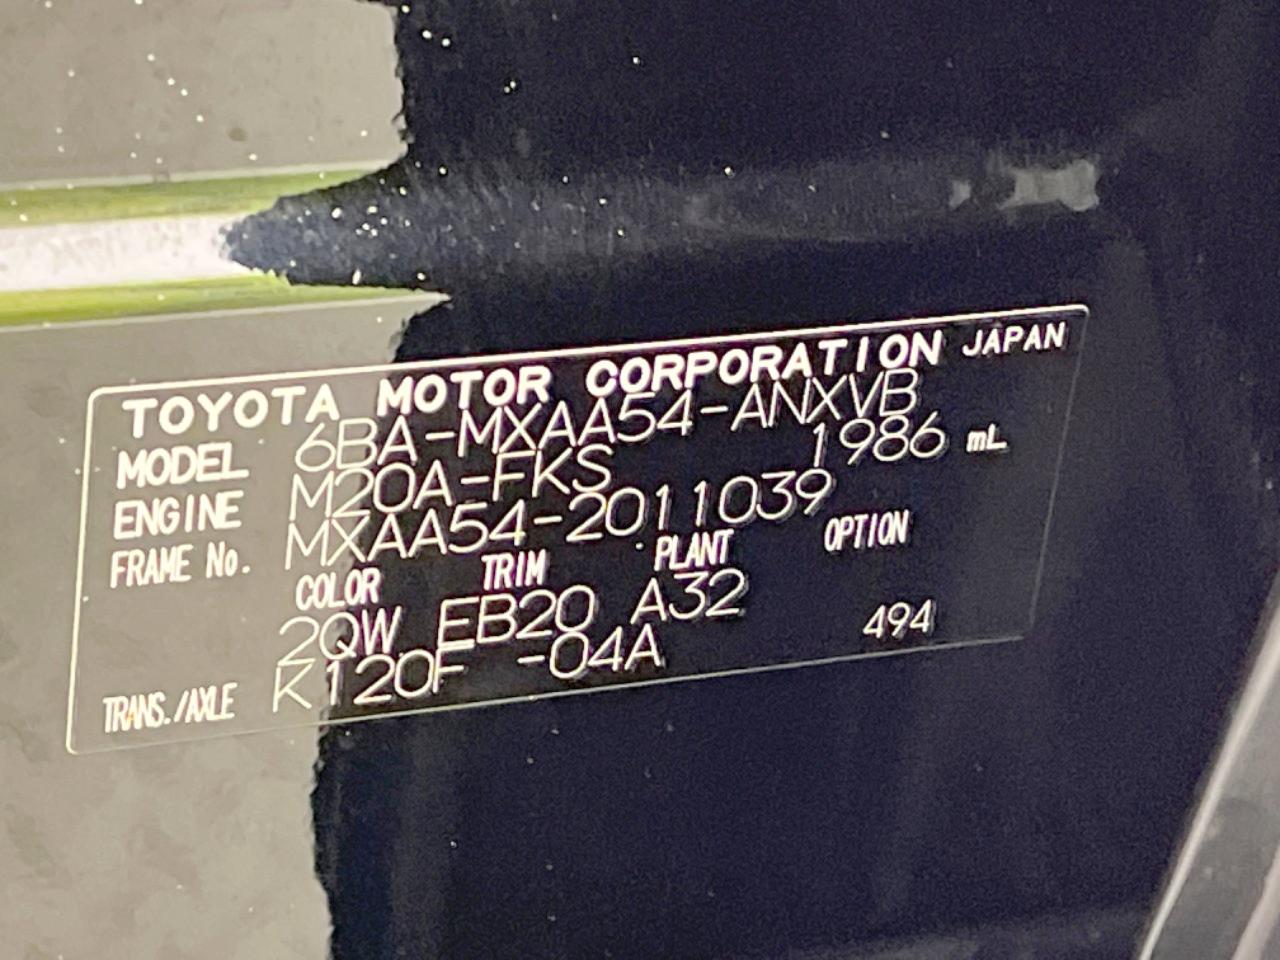 TOYOTA MOTOR CORPORATION JAPAN
MODEL 6BA-MXAA54-ANXVB
ENGINE M20A-FKS 1986 mL
FRAME No. MXAA54-2011039
COLOR TRIM PLANT OPTION
2QW EB20 A32
TRANS./AXLE K120F -04A 494